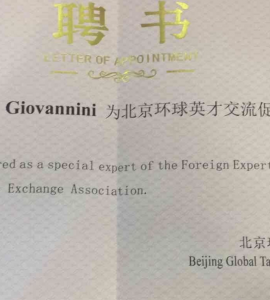 聘书
LETTER OF APPOINTMENT
Giovannini 为北京环球英才交流促
red as a special expert of the Foreign Expert
Exchange Association.
北京环
Beijing Global Ta